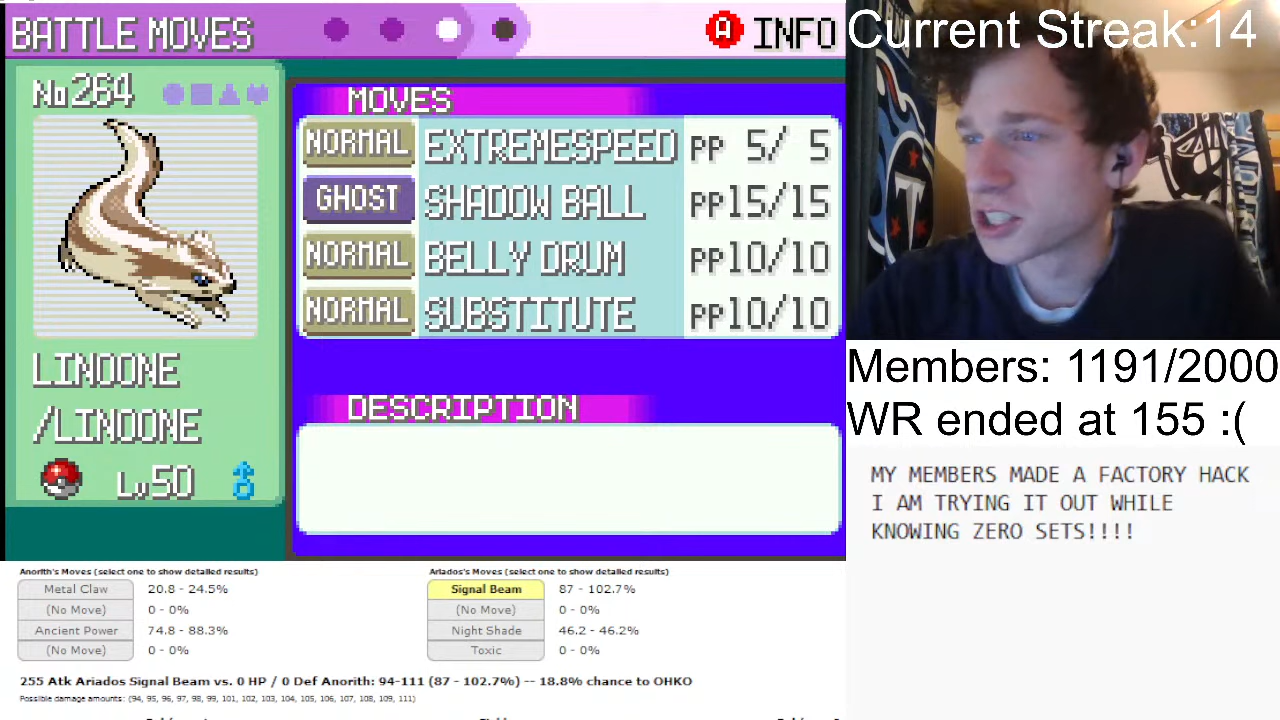 BATTLE MOVES
A INFO
No264
MOVES
NORMAL EXTREMESPEED PP 5/ 5
GHOST SHADOW BALL PP15/15
NORMAL BELLY DRUM PP10/10
NORMAL SUBSTITUTE PP10/10
LINOONE
/LINOONE
Lv50
DESCRIPTION
Current Streak:14
Members: 1191/2000
WR ended at 155 :(
MY MEMBERS MADE A FACTORY HACK
I AM TRYING IT OUT WHILE
KNOWING ZERO SETS!!!!
Anorith's Moves (select one to show detailed results)
Metal Claw 20.8 - 24.5%
(No Move) 0 - 0%
Ancient Power 74.8 - 88.3%
(No Move) 0 - 0%
Ariados's Moves (select one to show detailed results)
Signal Beam 87 - 102.7%
(No Move) 0 - 0%
Night Shade 46.2 - 46.2%
Toxic 0 - 0%
255 Atk Ariados Signal Beam vs. 0 HP / 0 Def Anorith: 94-111 (87 - 102.7%) -- 18.8% chance to OHKO
Possible damage amounts: (94, 95, 96, 97, 98, 99, 101, 102, 103, 104, 105, 106, 107, 108, 109, 111)